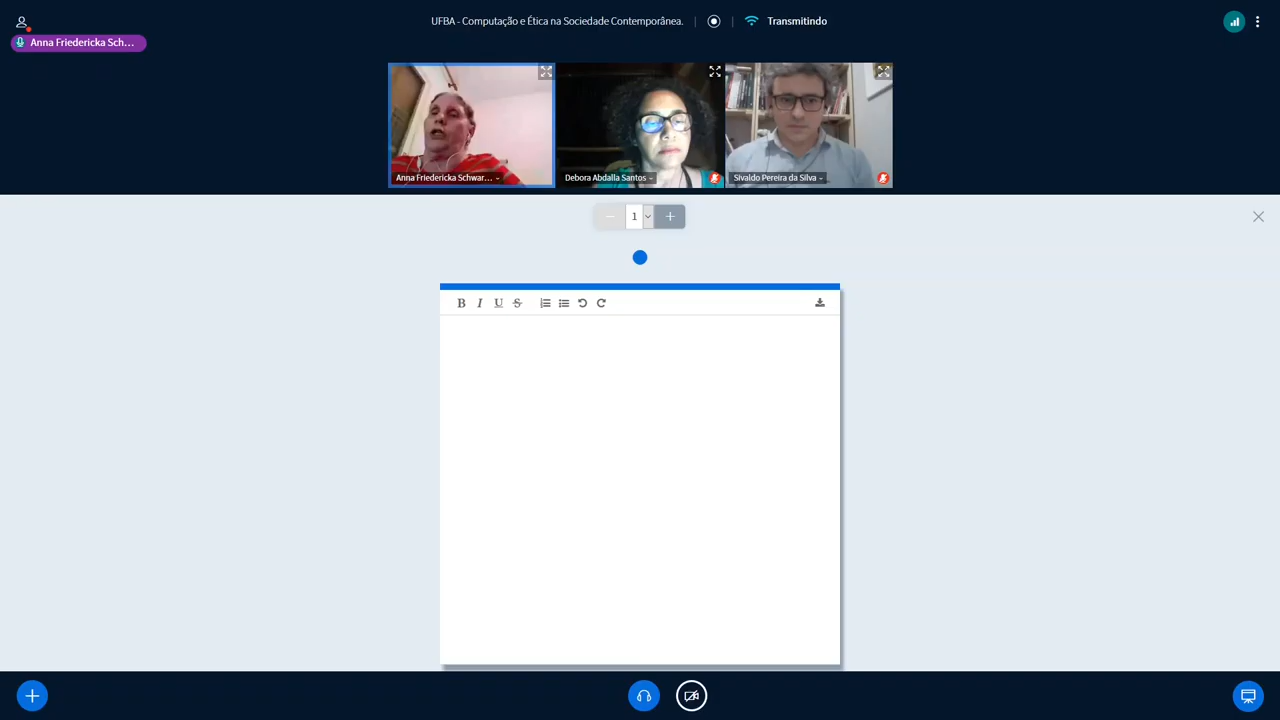 UFBA - Computação e Ética na Sociedade Contemporânea.
Transmitindo
Anna Friedericka Sch...
Anna Friedericka Schwar...
Debora Abdalla Santos
Sivaldo Pereira da Silva
1
B I U S